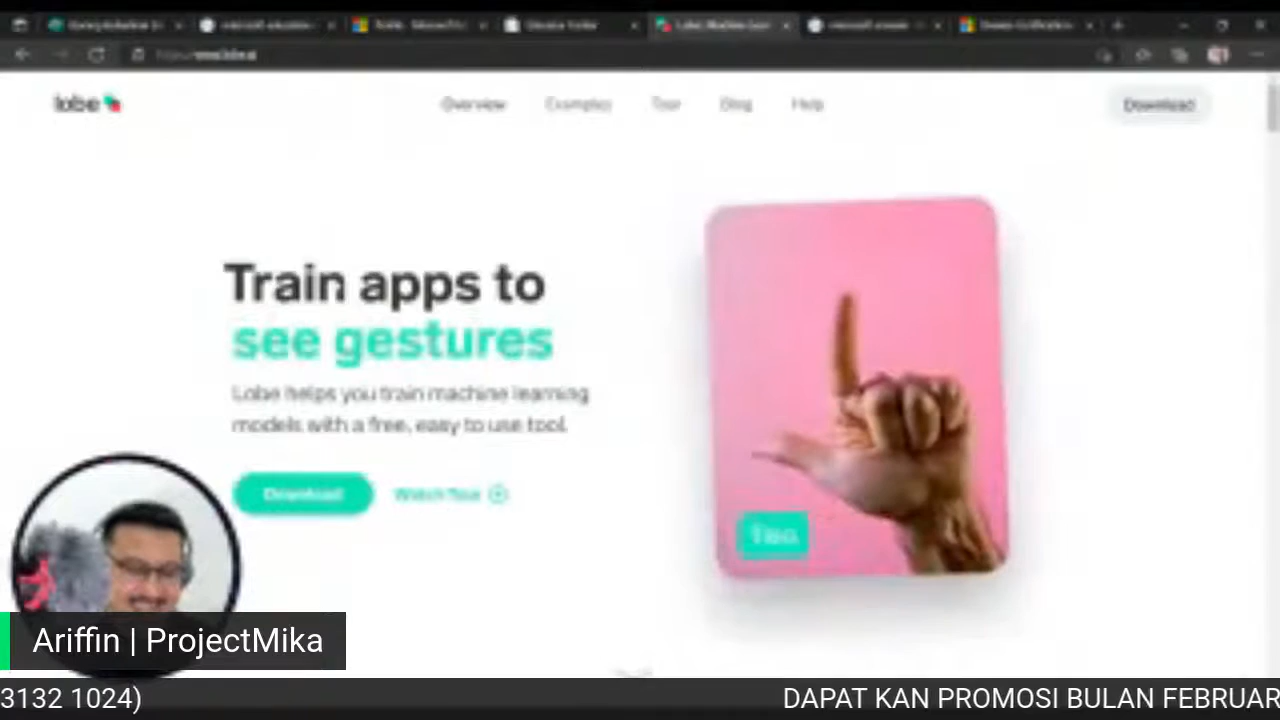 lobe
Overview Examples Tour Blog Help
Download
Train apps to
see gestures
Lobe helps you train machine learning
models with a free, easy to use tool.
Download Watch Tour
Ariffin | ProjectMika
3132 1024)
DAPAT KAN PROMOSI BULAN FEBRUAR